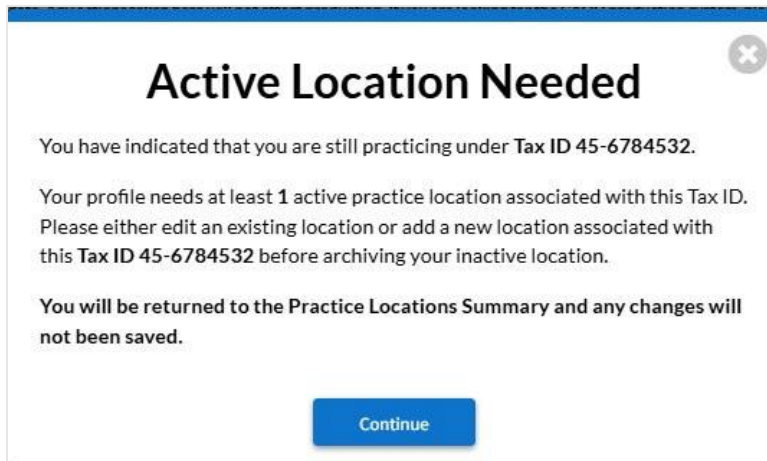 Active Location Needed
You have indicated that you are still practicing under Tax ID 45-6784532.
Your profile needs at least 1 active practice location associated with this Tax ID.
Please either edit an existing location or add a new location associated with
this Tax ID 45-6784532 before archiving your inactive location.
You will be returned to the Practice Locations Summary and any changes will
not been saved.
Continue